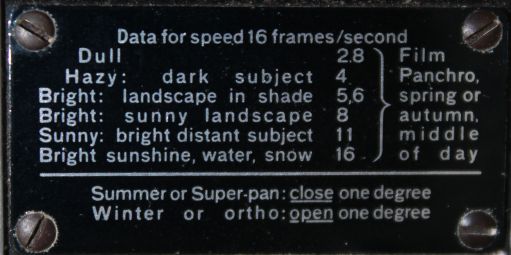 Data for speed 16 frames/second
Dull 2.8 Film
Hazy: dark subject 4 Panchro,
Bright: landscape in shade 5,6 spring or
Bright: sunny landscape 8 autumn,
Sunny: bright distant subject 11 middle
Bright sunshine, water, snow 16 of day
Summer or Super-pan: close one degree
Winter or ortho: open one degree